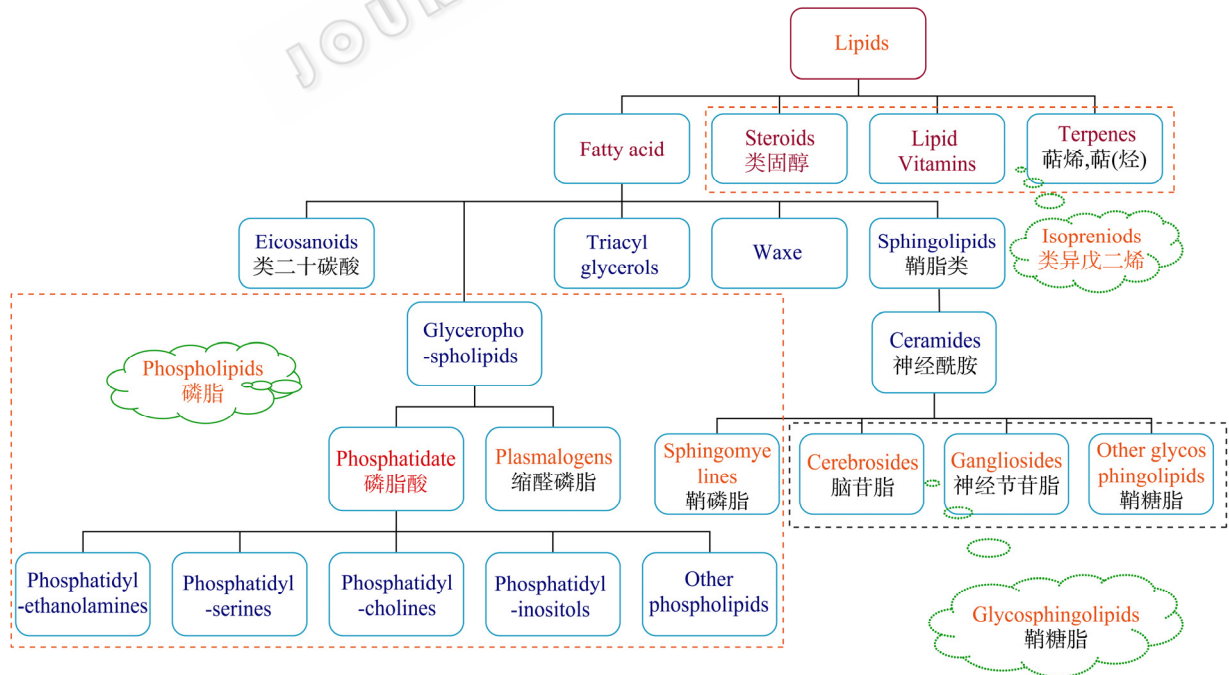 JOUR
Lipids
Fatty acid
Steroids
类固醇
Lipid
Vitamins
Terpenes
萜烯,萜(烃)
Eicosanoids
类二十碳酸
Triacyl
glycerols
Waxe
Sphingolipids
鞘脂类
Isopreniods
类异戊二烯
Glyceropho
-spholipids
Ceramides
神经酰胺
Phospholipids
磷脂
Phosphatidate
磷脂酸
Plasmalogens
缩醛磷脂
Sphingomye
lines
鞘磷脂
Cerebrosides
脑苷脂
Gangliosides
神经节苷脂
Other glycos
phingolipids
鞘糖脂
Phosphatidyl
-ethanolamines
Phosphatidyl
-serines
Phosphatidyl
-cholines
Phosphatidyl
-inositols
Other
phospholipids
Glycosphingolipids
鞘糖脂